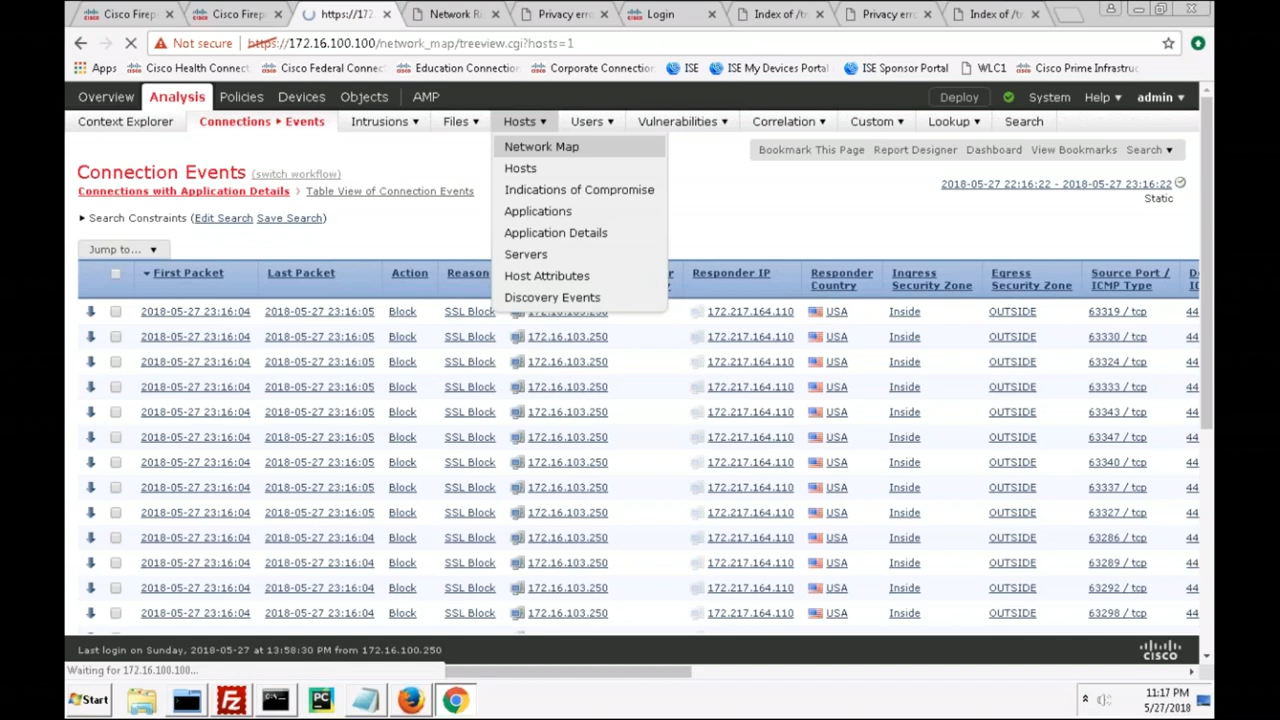 Cisco Firep Cisco Firep https://172. Network R Privacy erro Login Index of /tr Privacy erro Index of /tr
Not secure https://172.16.100.100/network_map/treeview.cgi?hosts=1
Apps Cisco Health Connect Cisco Federal Connec Education Connection Corporate Connection ISE ISE My Devices Portal ISE Sponsor Portal WLC1 Cisco Prime Infrastruc
Overview Analysis Policies Devices Objects AMP Deploy System Help admin
Context Explorer Connections Events Intrusions Files Hosts Users Vulnerabilities Correlation Custom Lookup Search
Network Map
Hosts
Indications of Compromise
Applications
Application Details
Servers
Host Attributes
Discovery Events
Bookmark This Page Report Designer Dashboard View Bookmarks Search
Connection Events (switch workflow)
2018-05-27 22:16:22 - 2018-05-27 23:16:22
Static
Connections with Application Details > Table View of Connection Events
Search Constraints (Edit Search Save Search)
Jump to...
First Packet Last Packet Action Reason Responder IP Responder Country Ingress Security Zone Egress Security Zone Source Port / ICMP Type
2018-05-27 23:16:04 2018-05-27 23:16:05 Block SSL Block 172.16.103.250 172.217.164.110 USA Inside OUTSIDE 63319 / tcp 44
2018-05-27 23:16:04 2018-05-27 23:16:05 Block SSL Block 172.16.103.250 172.217.164.110 USA Inside OUTSIDE 63330 / tcp 44
2018-05-27 23:16:04 2018-05-27 23:16:05 Block SSL Block 172.16.103.250 172.217.164.110 USA Inside OUTSIDE 63324 / tcp 44
2018-05-27 23:16:04 2018-05-27 23:16:05 Block SSL Block 172.16.103.250 172.217.164.110 USA Inside OUTSIDE 63333 / tcp 44
2018-05-27 23:16:04 2018-05-27 23:16:05 Block SSL Block 172.16.103.250 172.217.164.110 USA Inside OUTSIDE 63343 / tcp 44
2018-05-27 23:16:04 2018-05-27 23:16:05 Block SSL Block 172.16.103.250 172.217.164.110 USA Inside OUTSIDE 63347 / tcp 44
2018-05-27 23:16:04 2018-05-27 23:16:05 Block SSL Block 172.16.103.250 172.217.164.110 USA Inside OUTSIDE 63340 / tcp 44
2018-05-27 23:16:04 2018-05-27 23:16:05 Block SSL Block 172.16.103.250 172.217.164.110 USA Inside OUTSIDE 63337 / tcp 44
2018-05-27 23:16:04 2018-05-27 23:16:05 Block SSL Block 172.16.103.250 172.217.164.110 USA Inside OUTSIDE 63327 / tcp 44
2018-05-27 23:16:04 2018-05-27 23:16:04 Block SSL Block 172.16.103.250 172.217.164.110 USA Inside OUTSIDE 63286 / tcp 44
2018-05-27 23:16:04 2018-05-27 23:16:04 Block SSL Block 172.16.103.250 172.217.164.110 USA Inside OUTSIDE 63289 / tcp 44
2018-05-27 23:16:04 2018-05-27 23:16:04 Block SSL Block 172.16.103.250 172.217.164.110 USA Inside OUTSIDE 63292 / tcp 44
2018-05-27 23:16:04 2018-05-27 23:16:04 Block SSL Block 172.16.103.250 172.217.164.110 USA Inside OUTSIDE 63298 / tcp 44
Last login on Sunday, 2018-05-27 at 13:58:30 PM from 172.16.100.250
CISCO
Waiting for 172.16.100.100...
Start 11:17 PM
5/27/2018